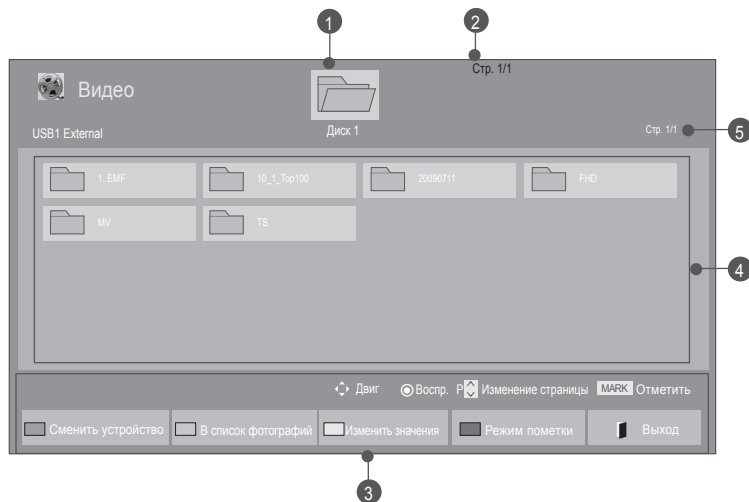 1
2
Стр. 1/1
Видео
USB1 External
Диск 1
Стр. 1/1
5
1. EMF
10_1_Top100
20090711
FHD
MV
TS
4
Двиг
Воспр.
P
Изменение страницы
MARK
Отметить
Сменить устройство
В список фотографий
Изменить значения
Режим пометки
Выход
3